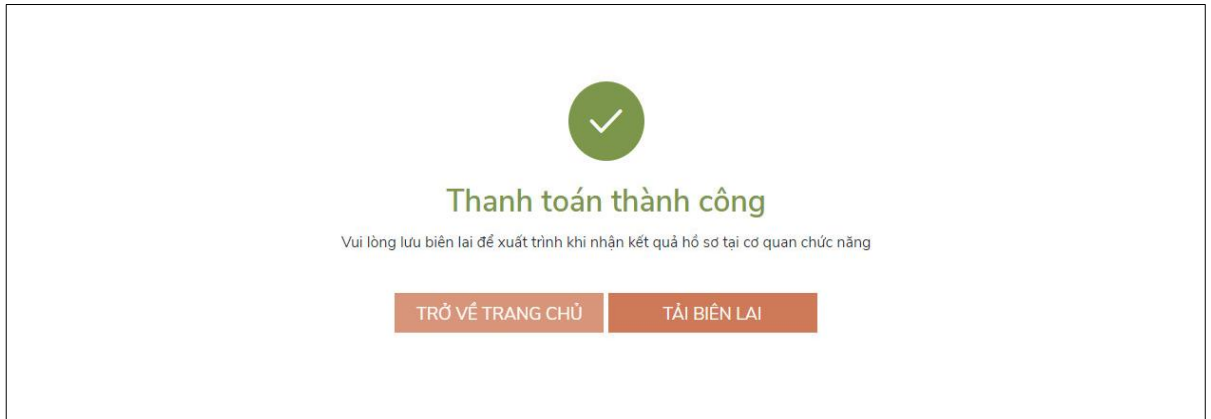 Thanh toán thành công
Vui lòng lưu biên lai để xuất trình khi nhận kết quả hồ sơ tại cơ quan chức năng
TRỞ VỀ TRANG CHỦ
TẢI BIÊN LAI